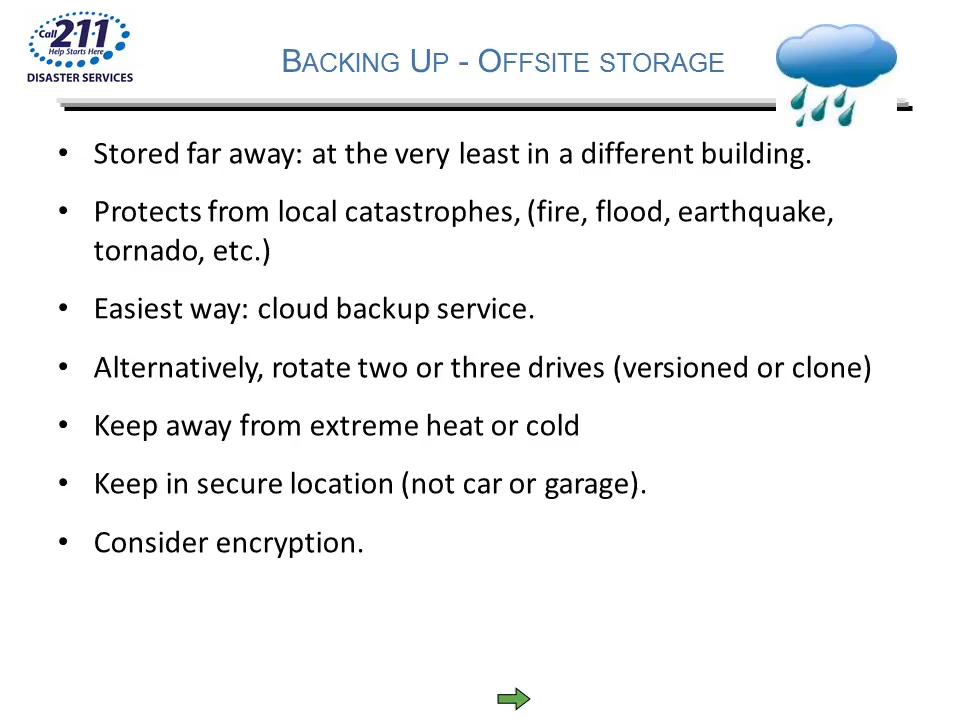 Call
211
Help Starts Here
DISASTER SERVICES
BACKING UP - OFFSITE STORAGE
• Stored far away: at the very least in a different building.
• Protects from local catastrophes, (fire, flood, earthquake,
tornado, etc.)
• Easiest way: cloud backup service.
• Alternatively, rotate two or three drives (versioned or clone)
• Keep away from extreme heat or cold
• Keep in secure location (not car or garage).
• Consider encryption.